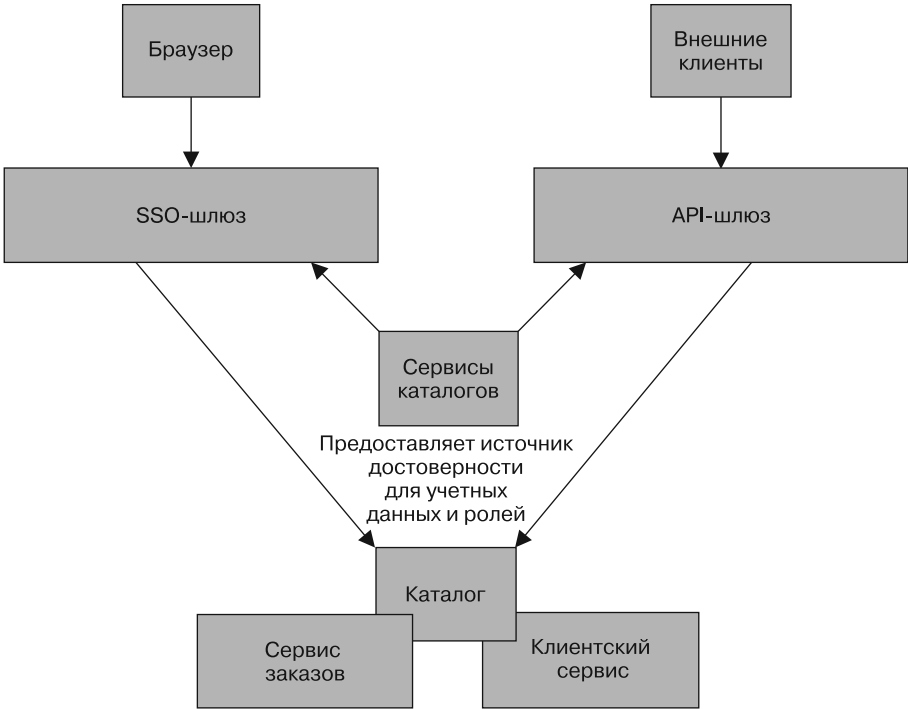 Браузер
Внешние
клиенты
SSO-шлюз
API-шлюз
Сервисы
каталогов
Предоставляет источник
достоверности
для учетных
данных и ролей
Каталог
Сервис
заказов
Клиентский
сервис